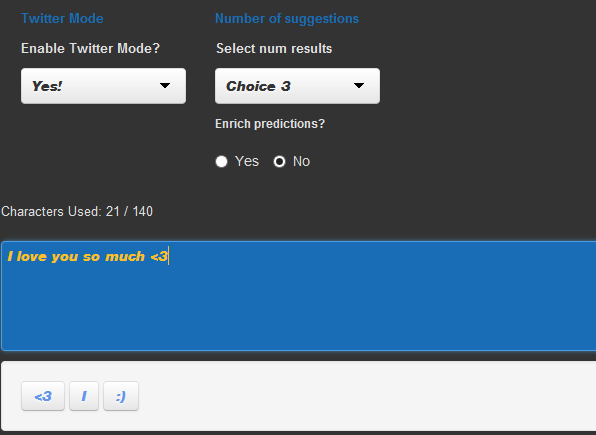 Twitter Mode
Number of suggestions
Enable Twitter Mode?
Select num results
Yes!
Choice 3
Enrich predictions?
Yes No
Characters Used: 21 / 140
I love you so much <3
<3 I :)